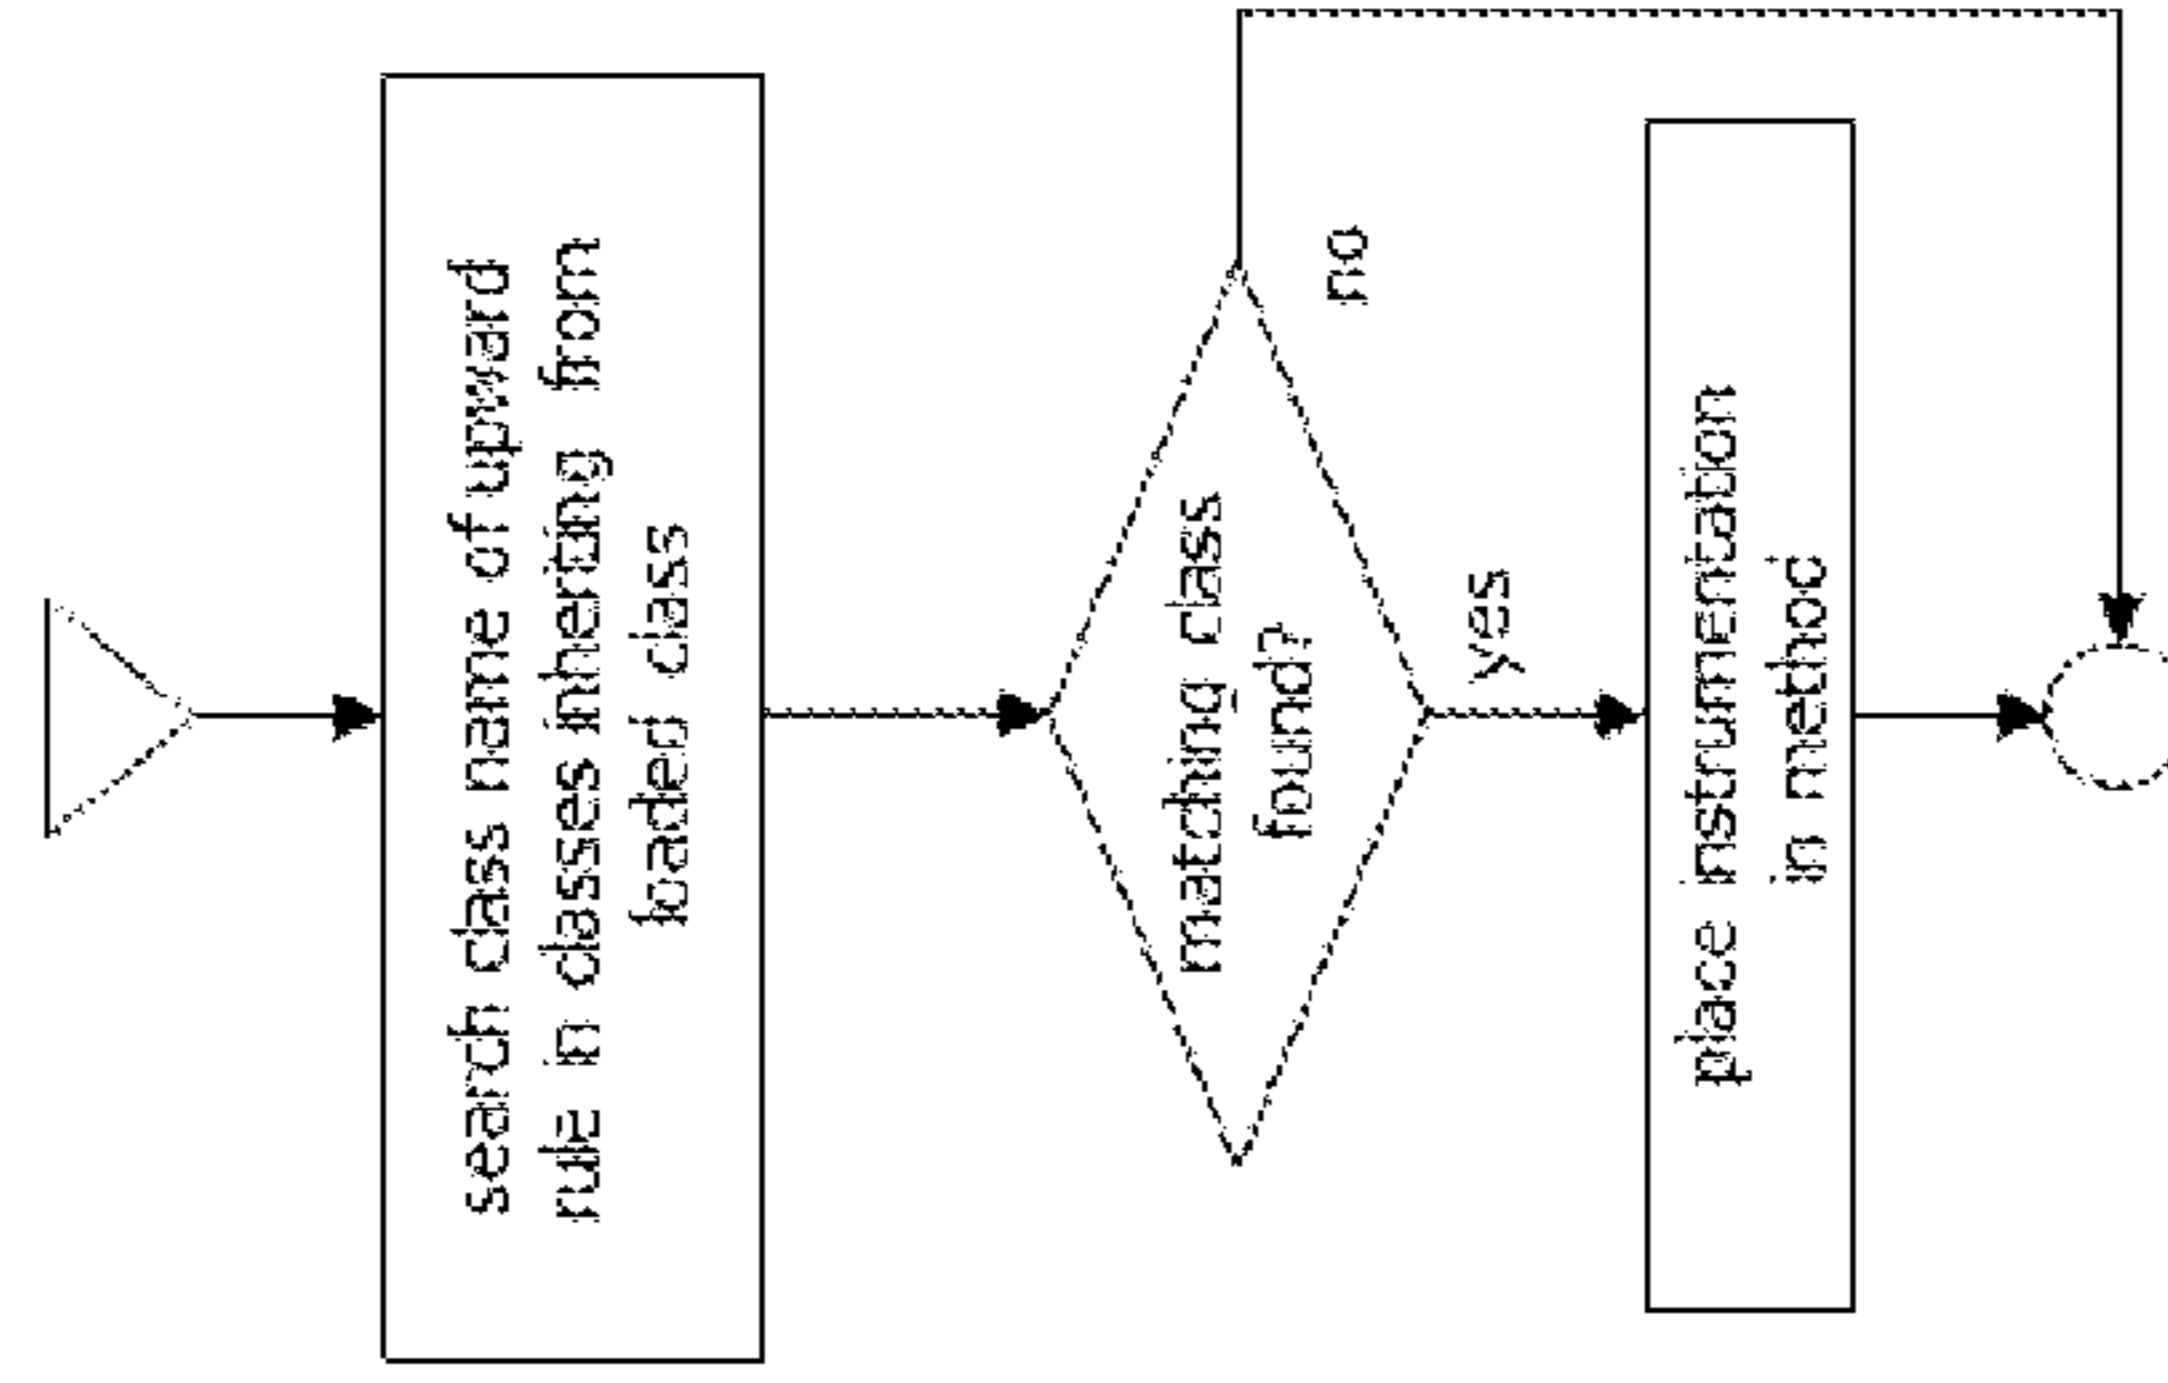 search class name of upward
rule in classes inheriting from
loaded class
matching class
found?
no
yes
place instrumentation
in method